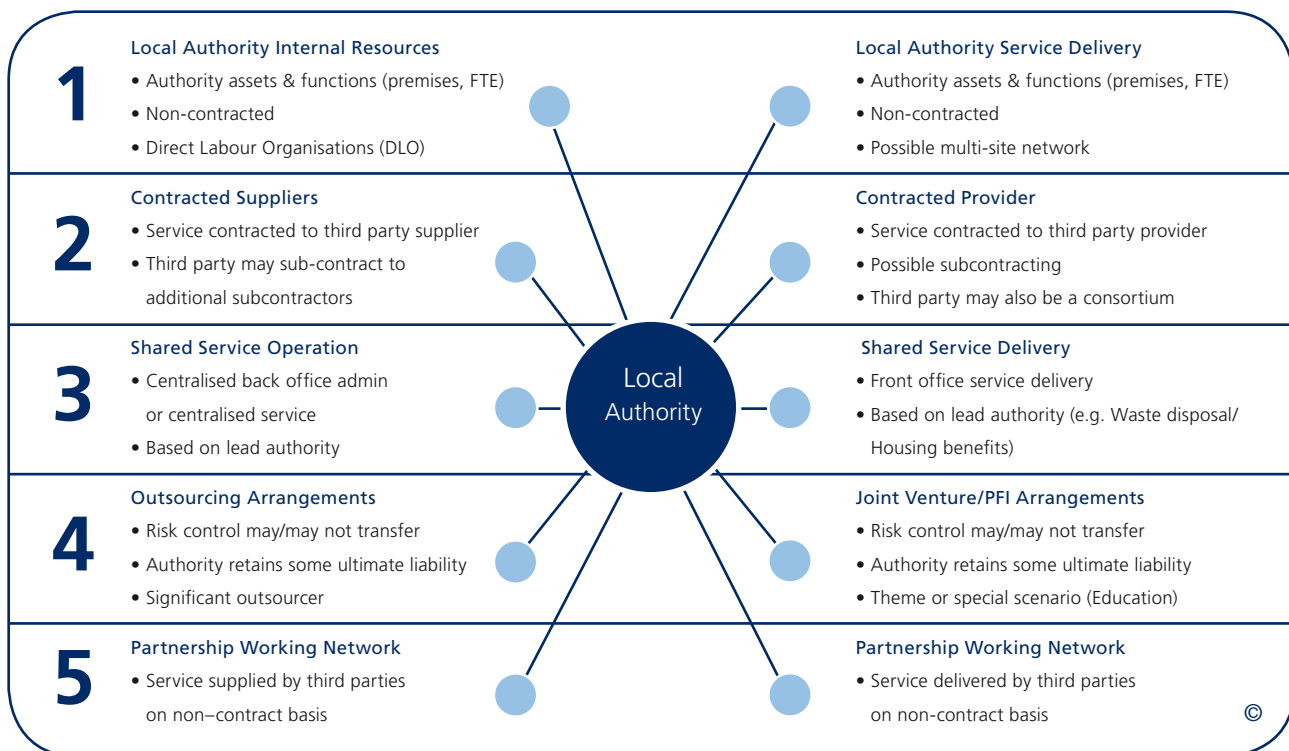 1
Local Authority Internal Resources
• Authority assets & functions (premises, FTE)
• Non-contracted
• Direct Labour Organisations (DLO)
Local Authority Service Delivery
• Authority assets & functions (premises, FTE)
• Non-contracted
• Possible multi-site network
2
Contracted Suppliers
• Service contracted to third party supplier
• Third party may sub-contract to
additional subcontractors
Contracted Provider
• Service contracted to third party provider
• Possible subcontracting
• Third party may also be a consortium
3
Shared Service Operation
• Centralised back office admin
or centralised service
• Based on lead authority
Local
Authority
Shared Service Delivery
• Front office service delivery
• Based on lead authority (e.g. Waste disposal/
Housing benefits)
4
Outsourcing Arrangements
• Risk control may/may not transfer
• Authority retains some ultimate liability
• Significant outsourcer
Joint Venture/PFI Arrangements
• Risk control may/may not transfer
• Authority retains some ultimate liability
• Theme or special scenario (Education)
5
Partnership Working Network
• Service supplied by third parties
on non–contract basis
Partnership Working Network
• Service delivered by third parties
on non-contract basis
©